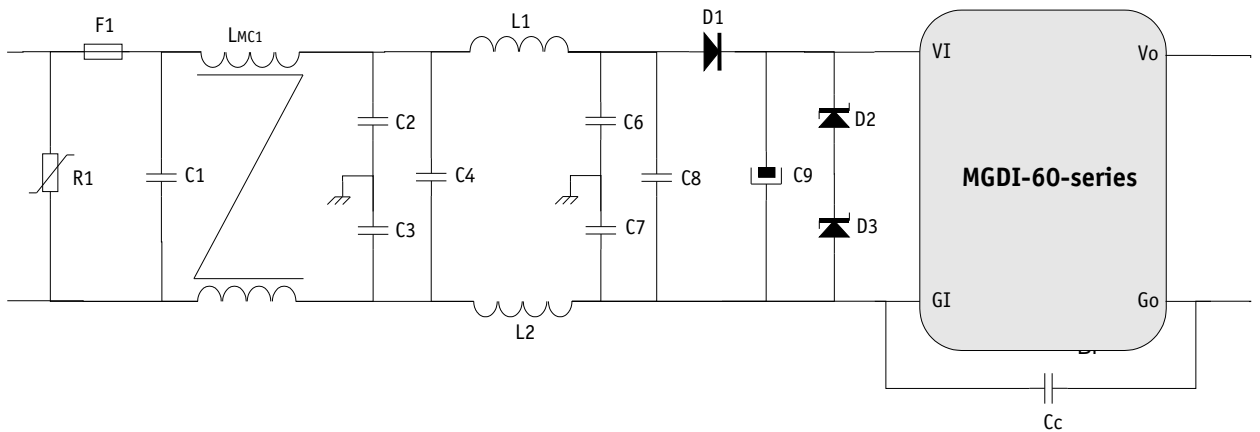 F1
LMC1
L1
D1
VI
Vo
C2
C6
D2
R1
C1
C4
C8
C9
MGDI-60-series
C3
C7
D3
GI
Go
L2
Cc